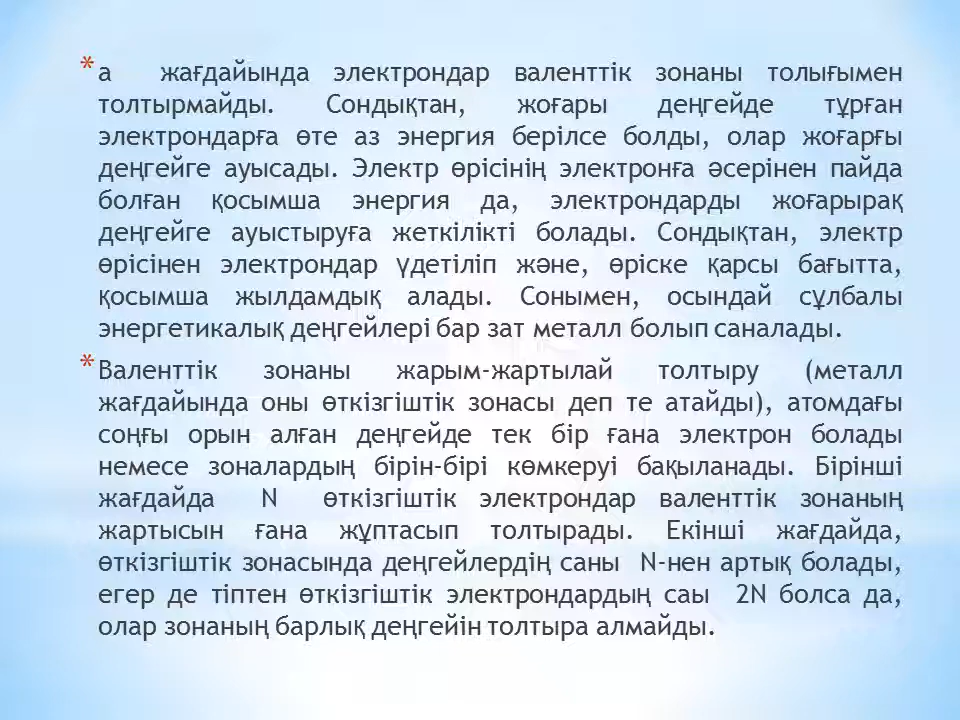 * а жағдайында электрондар валенттік зонаны толығымен
толтырмайды. Сондықтан, жоғары деңгейде тұрған
электрондарға өте аз энергия берілсе болды, олар жоғарғы
деңгейге ауысады. Электр өрісінің электронға әсерінен пайда
болған қосымша энергия да, электрондарды жоғарырақ
деңгейге ауыстыруға жеткілікті болады. Сондықтан, электр
өрісінен электрондар үдетіліп және, өріске қарсы бағытта,
қосымша жылдамдық алады. Сонымен, осындай сұлбалы
энергетикалық деңгейлері бар зат металл болып саналады.
* Валенттік зонаны жарым-жартылай толтыру (металл
жағдайында оны өткізгіштік зонасы деп те атайды), атомдағы
соңғы орын алған деңгейде тек бір ғана электрон болады
немесе зоналардың бірін-бірі көмкеруі бақыланады. Бірінші
жағдайда N өткізгіштік электрондар валенттік зонаның
жартысын ғана жұптасып толтырады. Екінші жағдайда,
өткізгіштік зонасында деңгейлердің саны N-нен артық болады,
егер де тіптен өткізгіштік электрондардың саы 2N болса да,
олар зонаның барлық деңгейін толтыра алмайды.